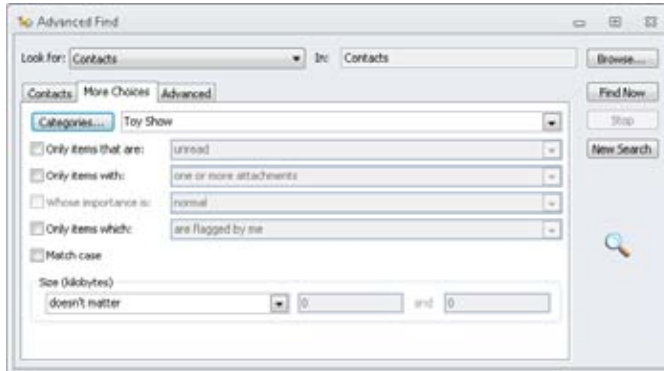 Advanced Find
Look for: Contacts In: Contacts Browse...
Contacts More Choices Advanced Find Now
Categories... Toy Show Stop
Only items that are: unread New Search
Only items with: one or more attachments
Whose importance is: normal
Only items which: are flagged by me
Match case
Size (kilobytes)
doesn't matter 0 and 0